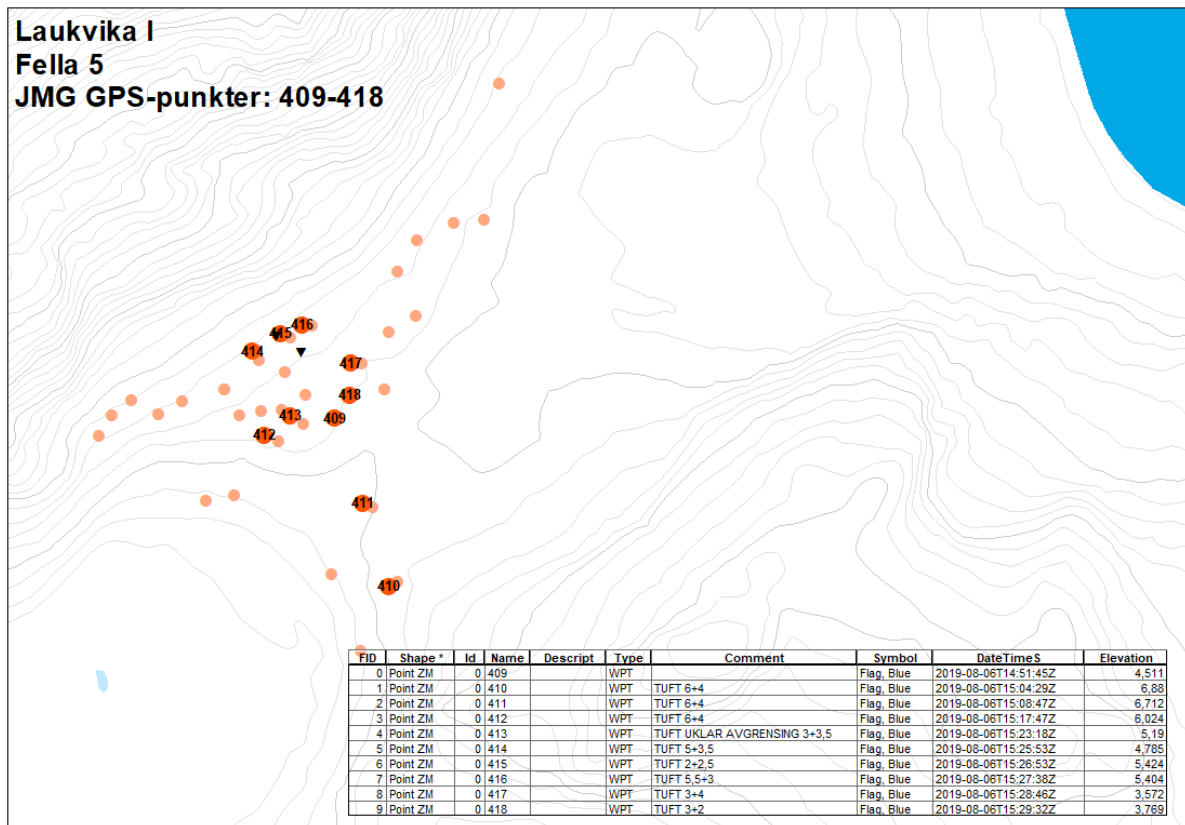 Laukvika I
Fella 5
JMG GPS-punkter: 409-418
416
415
414
417
418
413
409
412
411
410
FID Shape * Id Name Descript Type Comment Symbol DateTimeS Elevation
0 Point ZM 0 409 WPT Flag, Blue 2019-08-06T14:51:45Z 4,511
1 Point ZM 0 410 WPT TUFT 6+4 Flag, Blue 2019-08-06T15:04:29Z 6,88
2 Point ZM 0 411 WPT TUFT 6+4 Flag, Blue 2019-08-06T15:08:47Z 6,712
3 Point ZM 0 412 WPT TUFT 6+4 Flag, Blue 2019-08-06T15:17:47Z 6,024
4 Point ZM 0 413 WPT TUFT UKLAR AVGRENSING 3+3,5 Flag, Blue 2019-08-06T15:23:18Z 5,19
5 Point ZM 0 414 WPT TUFT 5+3,5 Flag, Blue 2019-08-06T15:25:53Z 4,785
6 Point ZM 0 415 WPT TUFT 2+2,5 Flag, Blue 2019-08-06T15:26:53Z 5,424
7 Point ZM 0 416 WPT TUFT 5,5+3 Flag, Blue 2019-08-06T15:27:38Z 5,404
8 Point ZM 0 417 WPT TUFT 3+4 Flag, Blue 2019-08-06T15:28:46Z 3,572
9 Point ZM 0 418 WPT TUFT 3+2 Flag, Blue 2019-08-06T15:29:32Z 3,769